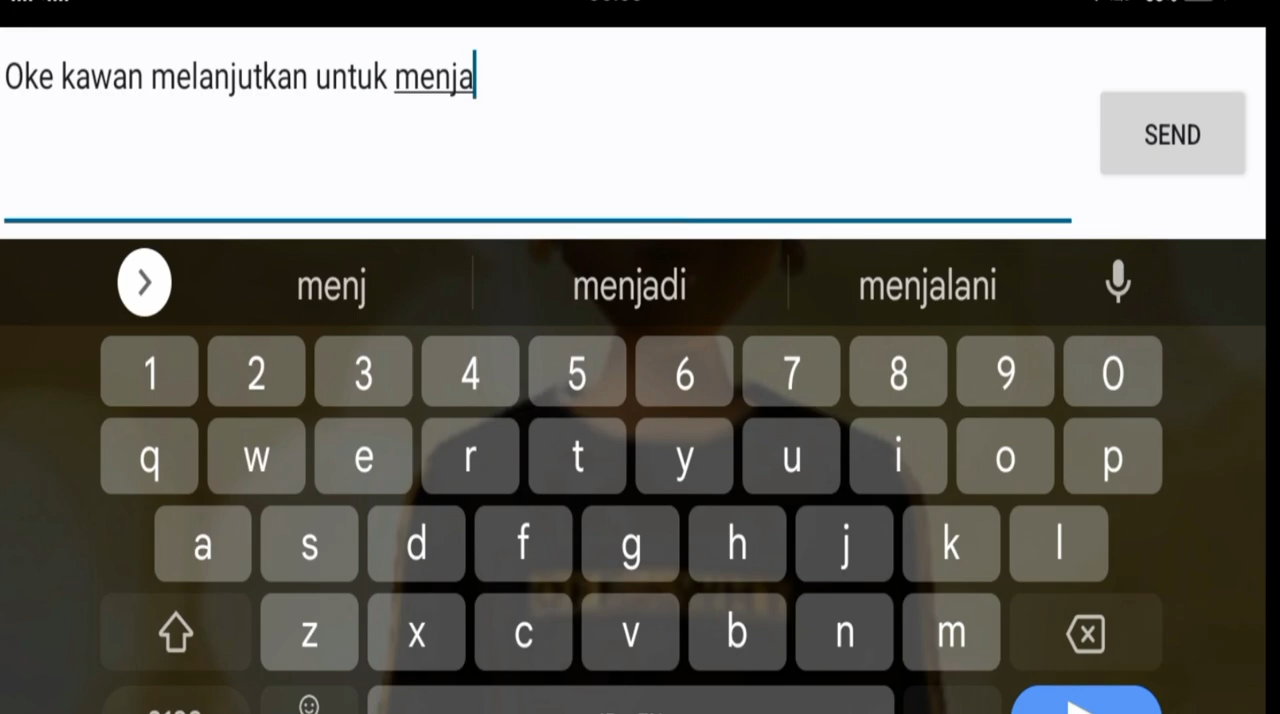 Oke kawan melanjutkan untuk menja
SEND
menj menjadi menjalani
1 2 3 4 5 6 7 8 9 0
q w e r t y u i o p
a s d f g h j k l
z x c v b n m